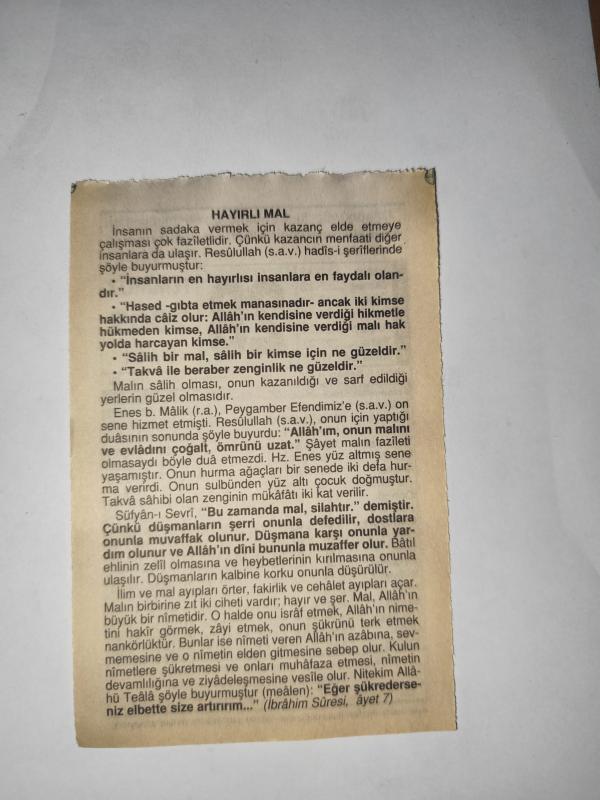 HAYIRLI MAL
İnsanın sadaka vermek için kazanç elde etmeye
çalışması çok fazîletlidir. Çünkü kazancın menfaati diğer
insanlara da ulaşır. Resûlullah (s.a.v.) hadîs-i şerîflerinde
şöyle buyurmuştur:
• “İnsanların en hayırlısı insanlara en faydalı olan-
dır.”
• “Hased -gıbta etmek manasınadır- ancak iki kimse
hakkında câiz olur: Allâh’ın kendisine verdiği hikmetle
hükmeden kimse, Allâh’ın kendisine verdiği malı hak
yolda harcayan kimse.”
• “Sâlih bir mal, sâlih bir kimse için ne güzeldir.”
• “Takvâ ile beraber zenginlik ne güzeldir.”
Malın sâlih olması, onun kazanıldığı ve sarf edildiği
yerlerin güzel olmasıdır.
Enes b. Mâlik (r.a.), Peygamber Efendimiz’e (s.a.v.) on
sene hizmet etmişti. Resûlullah (s.a.v.), onun için yaptığı
duâsının sonunda şöyle buyurdu: “Allâh’ım, onun malını
ve evlâdını çoğalt, ömrünü uzat.” Şâyet malın fazîleti
olmasaydı böyle duâ etmezdi. Hz. Enes yüz altmış sene
yaşamıştır. Onun hurma ağaçları bir senede iki defa hur-
ma verirdi. Onun sulbünden yüz altı çocuk doğmuştur.
Takvâ sâhibi olan zenginin mükâfâtı iki kat verilir.
Süfyân-ı Sevrî, “Bu zamanda mal, silahtır.” demiştir.
Çünkü düşmanların şerri onunla defedilir, dostlara
onunla muvaffak olunur. Düşmana karşı onunla yar-
dım olunur ve Allâh’ın dîni bununla muzaffer olur. Bâtıl
ehlinin zelîl olmasına ve heybetlerinin kırılmasına onunla
ulaşılır. Düşmanların kalbine korku onunla düşürülür.
İlim ve mal ayıpları örter, fakirlik ve cehâlet ayıpları açar.
Malın birbirine zıt iki ciheti vardır; hayır ve şer. Mal, Allâh’ın
büyük bir nîmetidir. O halde onu isrâf etmek, Allâh’ın nime-
tini hakîr görmek, zâyi etmek, onun şükrünü terk etmek
nankörlüktür. Bunlar ise nîmeti veren Allâh’ın azâbına, sev-
memesine ve o nîmetin elden gitmesine sebep olur. Kulun
nîmetlere şükretmesi ve onları muhâfaza etmesi, nîmetin
devamlılığına ve ziyâdeleşmesine vesîle olur. Nitekim Allâ-
hü Teâlâ şöyle buyurmuştur (meâlen): “Eğer şükrederse-
niz elbette size artırırım...” (İbrâhim Sûresi, âyet 7)